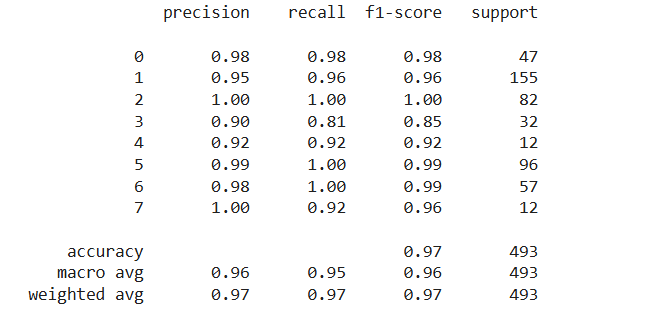 precision recall f1-score support
0 0.98 0.98 0.98 47
1 0.95 0.96 0.96 155
2 1.00 1.00 1.00 82
3 0.90 0.81 0.85 32
4 0.92 0.92 0.92 12
5 0.99 1.00 0.99 96
6 0.98 1.00 0.99 57
7 1.00 0.92 0.96 12
accuracy 0.97 493
macro avg 0.96 0.95 0.96 493
weighted avg 0.97 0.97 0.97 493